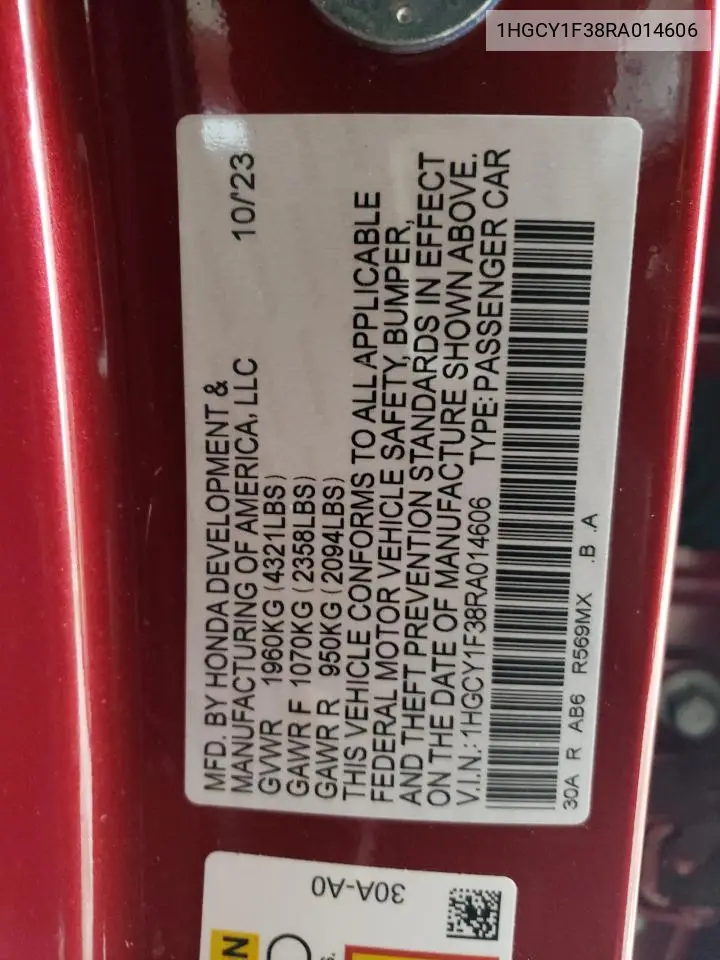 1HGCY1F38RA014606
MFD. BY HONDA DEVELOPMENT & 10/'23
MANUFACTURING OF AMERICA, LLC
GVWR 1960KG (4321LBS)
GAWR F 1070KG (2358LBS)
GAWR R 950KG (2094LBS)
THIS VEHICLE CONFORMS TO ALL APPLICABLE
FEDERAL MOTOR VEHICLE SAFETY, BUMPER,
AND THEFT PREVENTION STANDARDS IN EFFECT
ON THE DATE OF MANUFACTURE SHOWN ABOVE.
V.I.N.: 1HGCY1F38RA014606 TYPE: PASSENGER CAR
30A R AB6 R569MX .B .A
30A-A0